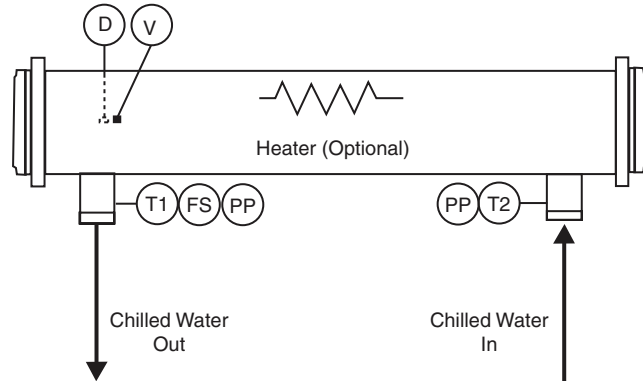 D V
Heater (Optional)
T1 FS PP
PP T2
Chilled Water
Out
Chilled Water
In